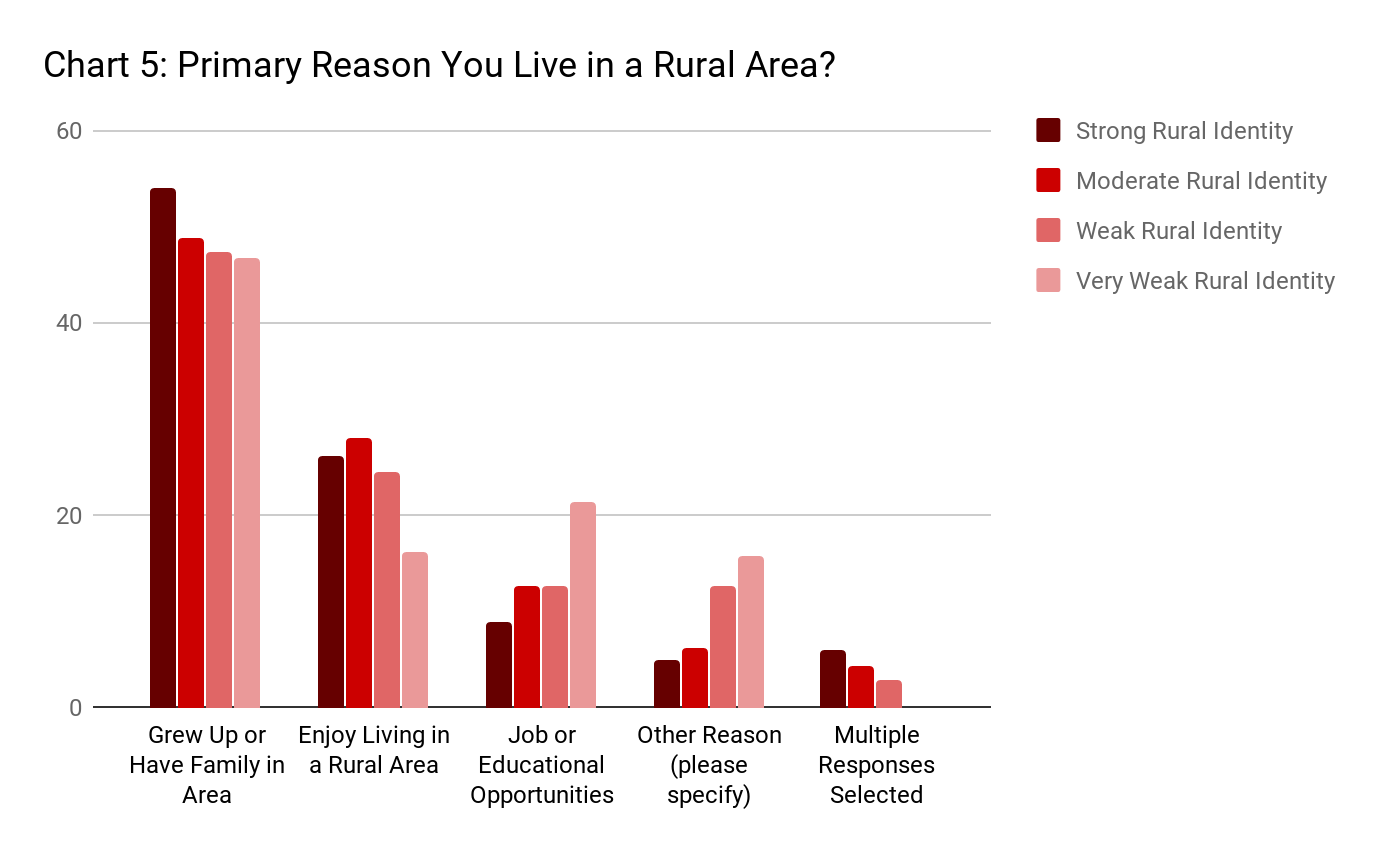 Chart 5: Primary Reason You Live in a Rural Area?
60
40
20
0
Strong Rural Identity
Moderate Rural Identity
Weak Rural Identity
Very Weak Rural Identity
Grew Up or
Have Family in
Area
Enjoy Living in
a Rural Area
Job or
Educational
Opportunities
Other Reason
(please
specify)
Multiple
Responses
Selected